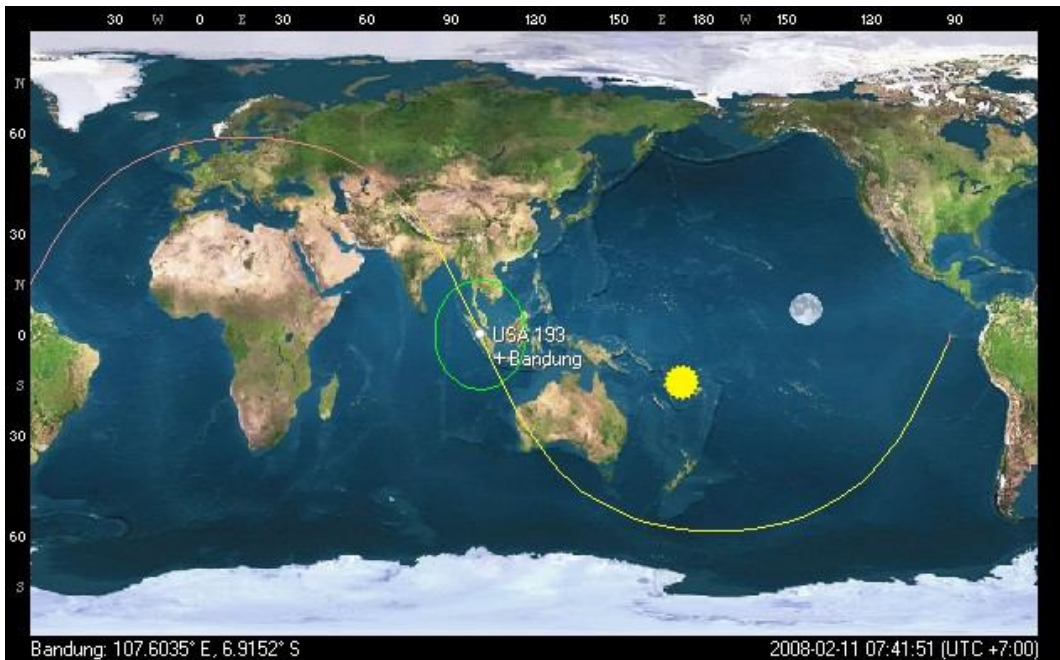 30 W 0 E 30 60 90 120 150 E 180 W 150 120 90
N
60
30
N
0
S
30
60
S
USA 193
+Bandung
Bandung: 107.6035° E, 6.9152° S
2008-02-11 07:41:51 (UTC +7:00)